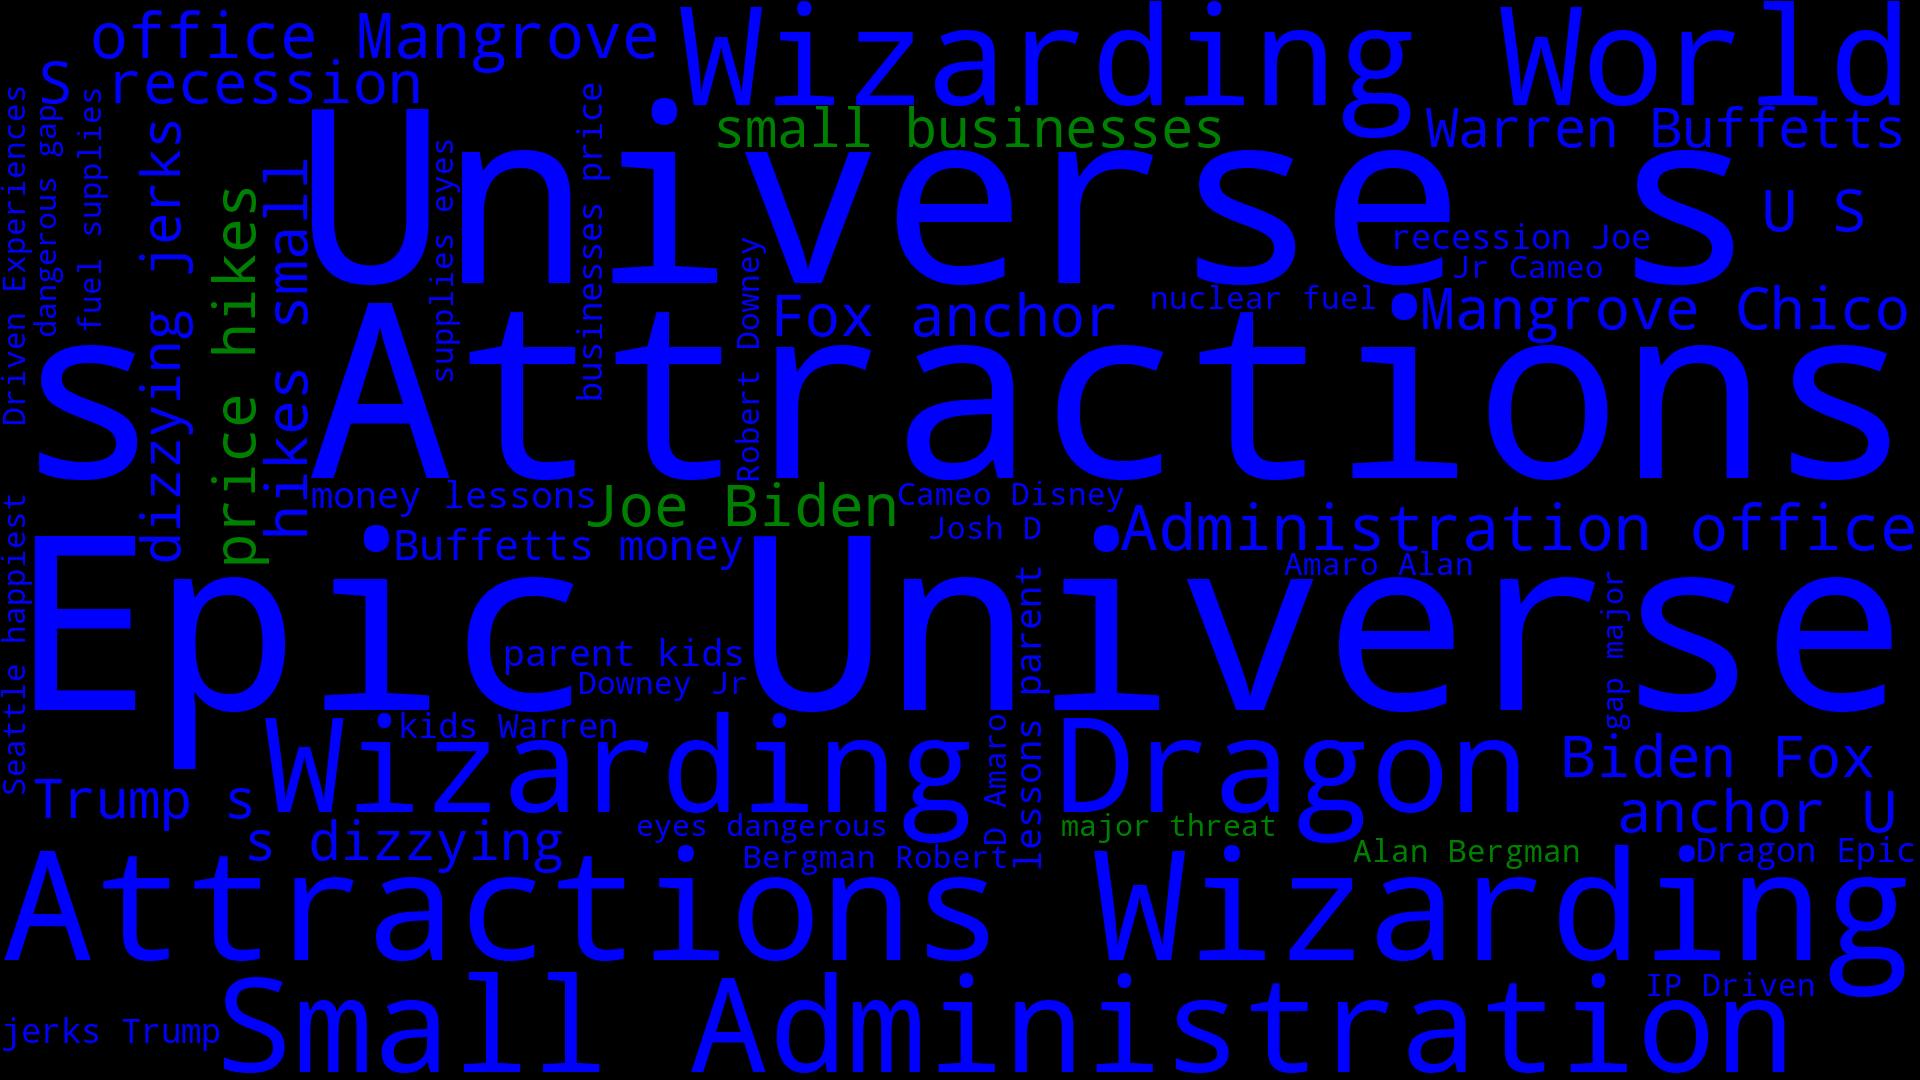 office Mangrove
Wizarding World
S recession
small businesses
Warren Buffetts
Driven Experiences
dangerous gap
fuel supplies
dizzying jerks
price hikes
hikes small
Universe s
supplies eyes
businesses price
U S
recession Joe
Jr Cameo
Robert Downey
Fox anchor
nuclear fuel
Mangrove Chico
s Attractions
money lessons
Joe Biden
Cameo Disney
Josh D
Administration office
Buffetts money
Amaro Alan
Seattle happiest
Epic Universe
parent kids
Downey Jr
lessons parent
gap major
kids Warren
Wizarding Dragon
D Amaro
Biden Fox
Trump s
anchor U
s dizzying
eyes dangerous
major threat
Bergman Robert
Alan Bergman
Dragon Epic
Attractions Wizarding
IP Driven
jerks Trump
Small Administration